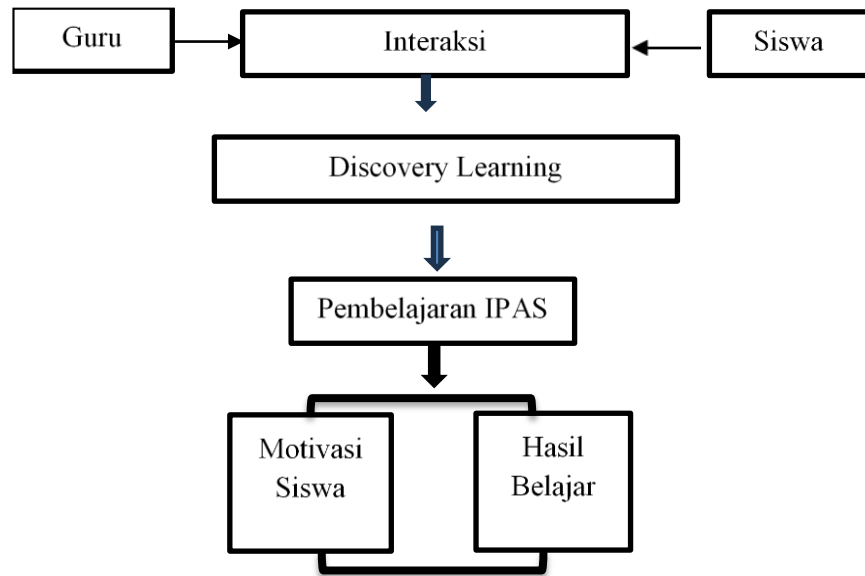 Guru
Interaksi
Siswa
Discovery Learning
Pembelajaran IPAS
Motivasi
Siswa
Hasil
Belajar